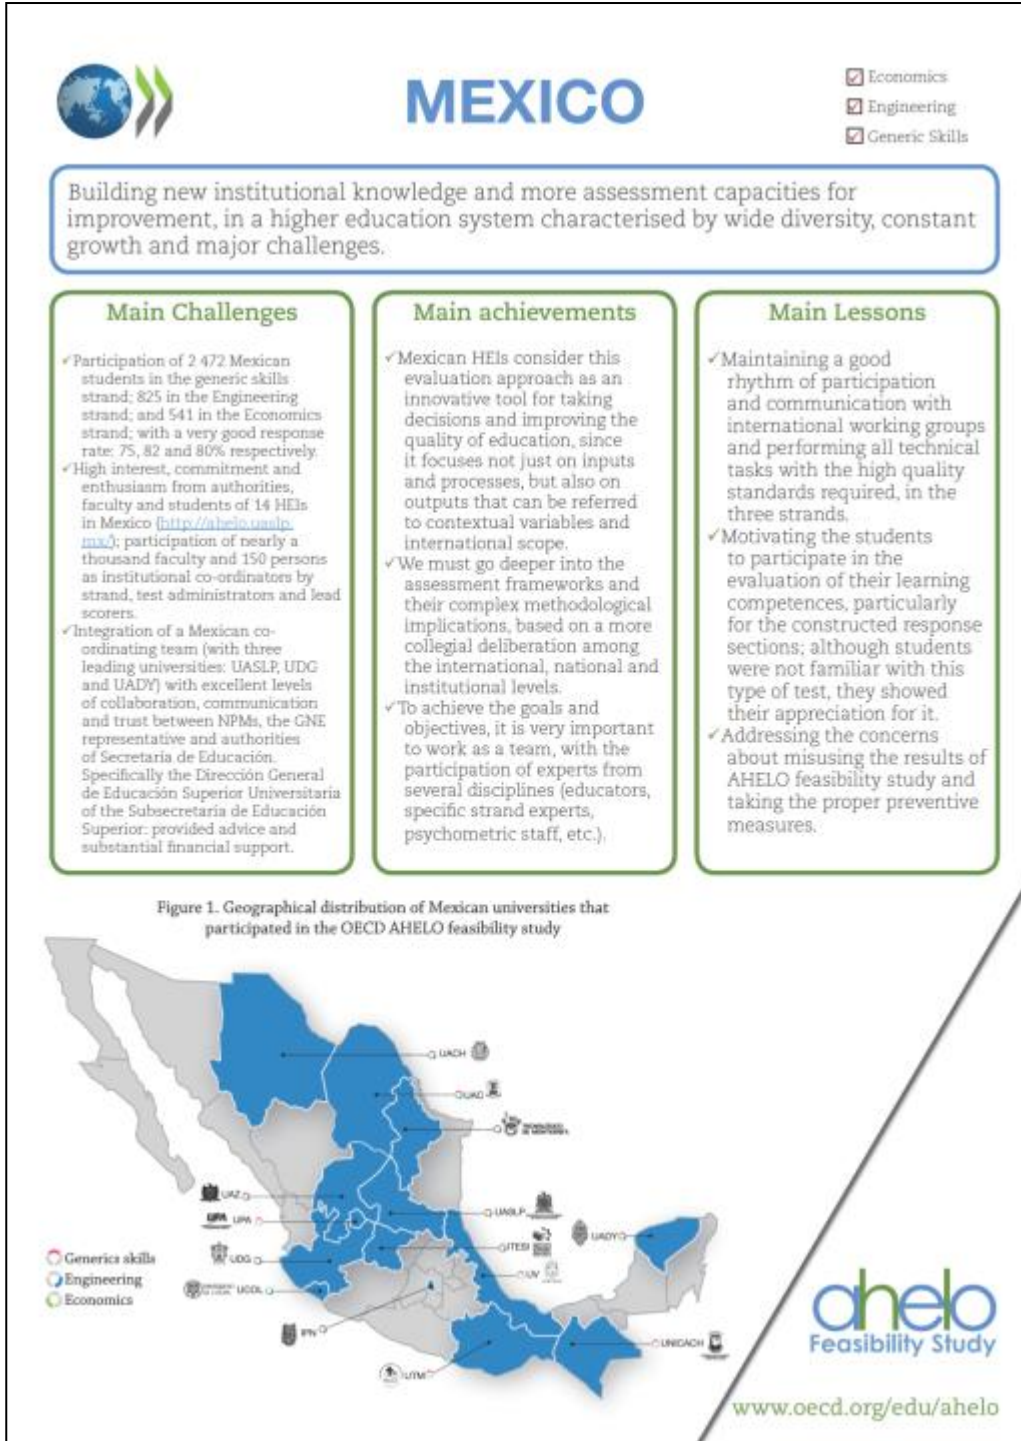 MEXICO
Economics
Engineering
Generic Skills
Building new institutional knowledge and more assessment capacities for
improvement, in a higher education system characterised by wide diversity, constant
growth and major challenges.
Main Challenges
✓Participation of 2 472 Mexican
students in the generic skills
strand; 825 in the Engineering
strand; and 541 in the Economics
strand; with a very good response
rate: 75, 82 and 80% respectively.
✓High interest, commitment and
enthusiasm from authorities,
faculty and students of 14 HEIs
in Mexico (http://ahelo.uaslp.
mx/); participation of nearly a
thousand faculty and 150 persons
as institutional co-ordinators by
strand, test administrators and lead
scorers.
✓Integration of a Mexican co-
ordinating team (with three
leading universities: UASLP, UDG
and UADY) with excellent levels
of collaboration, communication
and trust between NPMs, the GNE
representative and authorities
of Secretaría de Educación.
Specifically the Dirección General
de Educación Superior Universitaria
of the Subsecretaría de Educación
Superior: provided advice and
substantial financial support.
Main achievements
✓Mexican HEIs consider this
evaluation approach as an
innovative tool for taking
decisions and improving the
quality of education, since
it focuses not just on inputs
and processes, but also on
outputs that can be referred
to contextual variables and
international scope.
✓We must go deeper into the
assessment frameworks and
their complex methodological
implications, based on a more
collegial deliberation among
the international, national and
institutional levels.
✓To achieve the goals and
objectives, it is very important
to work as a team, with the
participation of experts from
several disciplines (educators,
specific strand experts,
psychometric staff, etc.).
Main Lessons
✓Maintaining a good
rhythm of participation
and communication with
international working groups
and performing all technical
tasks with the high quality
standards required, in the
three strands.
✓Motivating the students
to participate in the
evaluation of their learning
competences, particularly
for the constructed response
sections; although students
were not familiar with this
type of test, they showed
their appreciation for it.
✓Addressing the concerns
about misusing the results of
AHELO feasibility study and
taking the proper preventive
measures.
Figure 1. Geographical distribution of Mexican universities that
participated in the OECD AHELO feasibility study
UACH
UAC
TECNOLÓGICO
DE MONTERREY
UAZ
UPA UPA
UASLP
UADY
UDG
ITESI
UCOL
UV
IPN
UTM
UNICACH
Generics skills
Engineering
Economics
ahelo
Feasibility Study
www.oecd.org/edu/ahelo